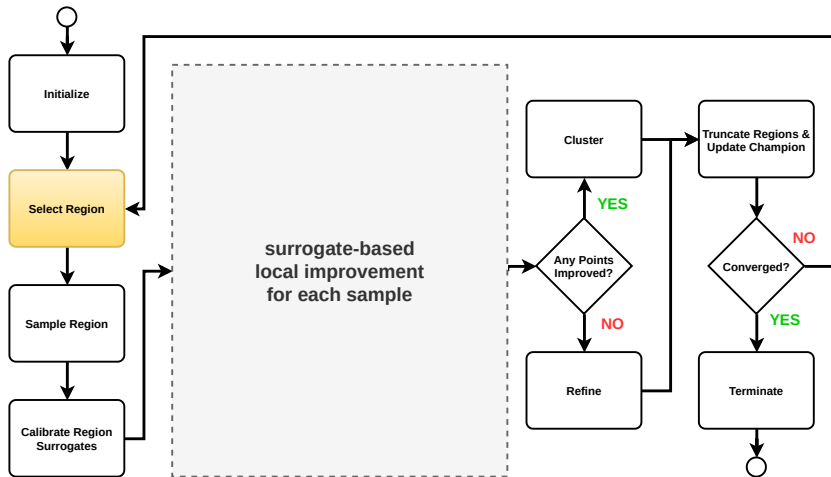 Initialize
Select Region
Sample Region
Calibrate Region
Surrogates
surrogate-based
local improvement
for each sample
Cluster
YES
Any Points
Improved?
NO
Refine
Truncate Regions &
Update Champion
NO
Converged?
YES
Terminate